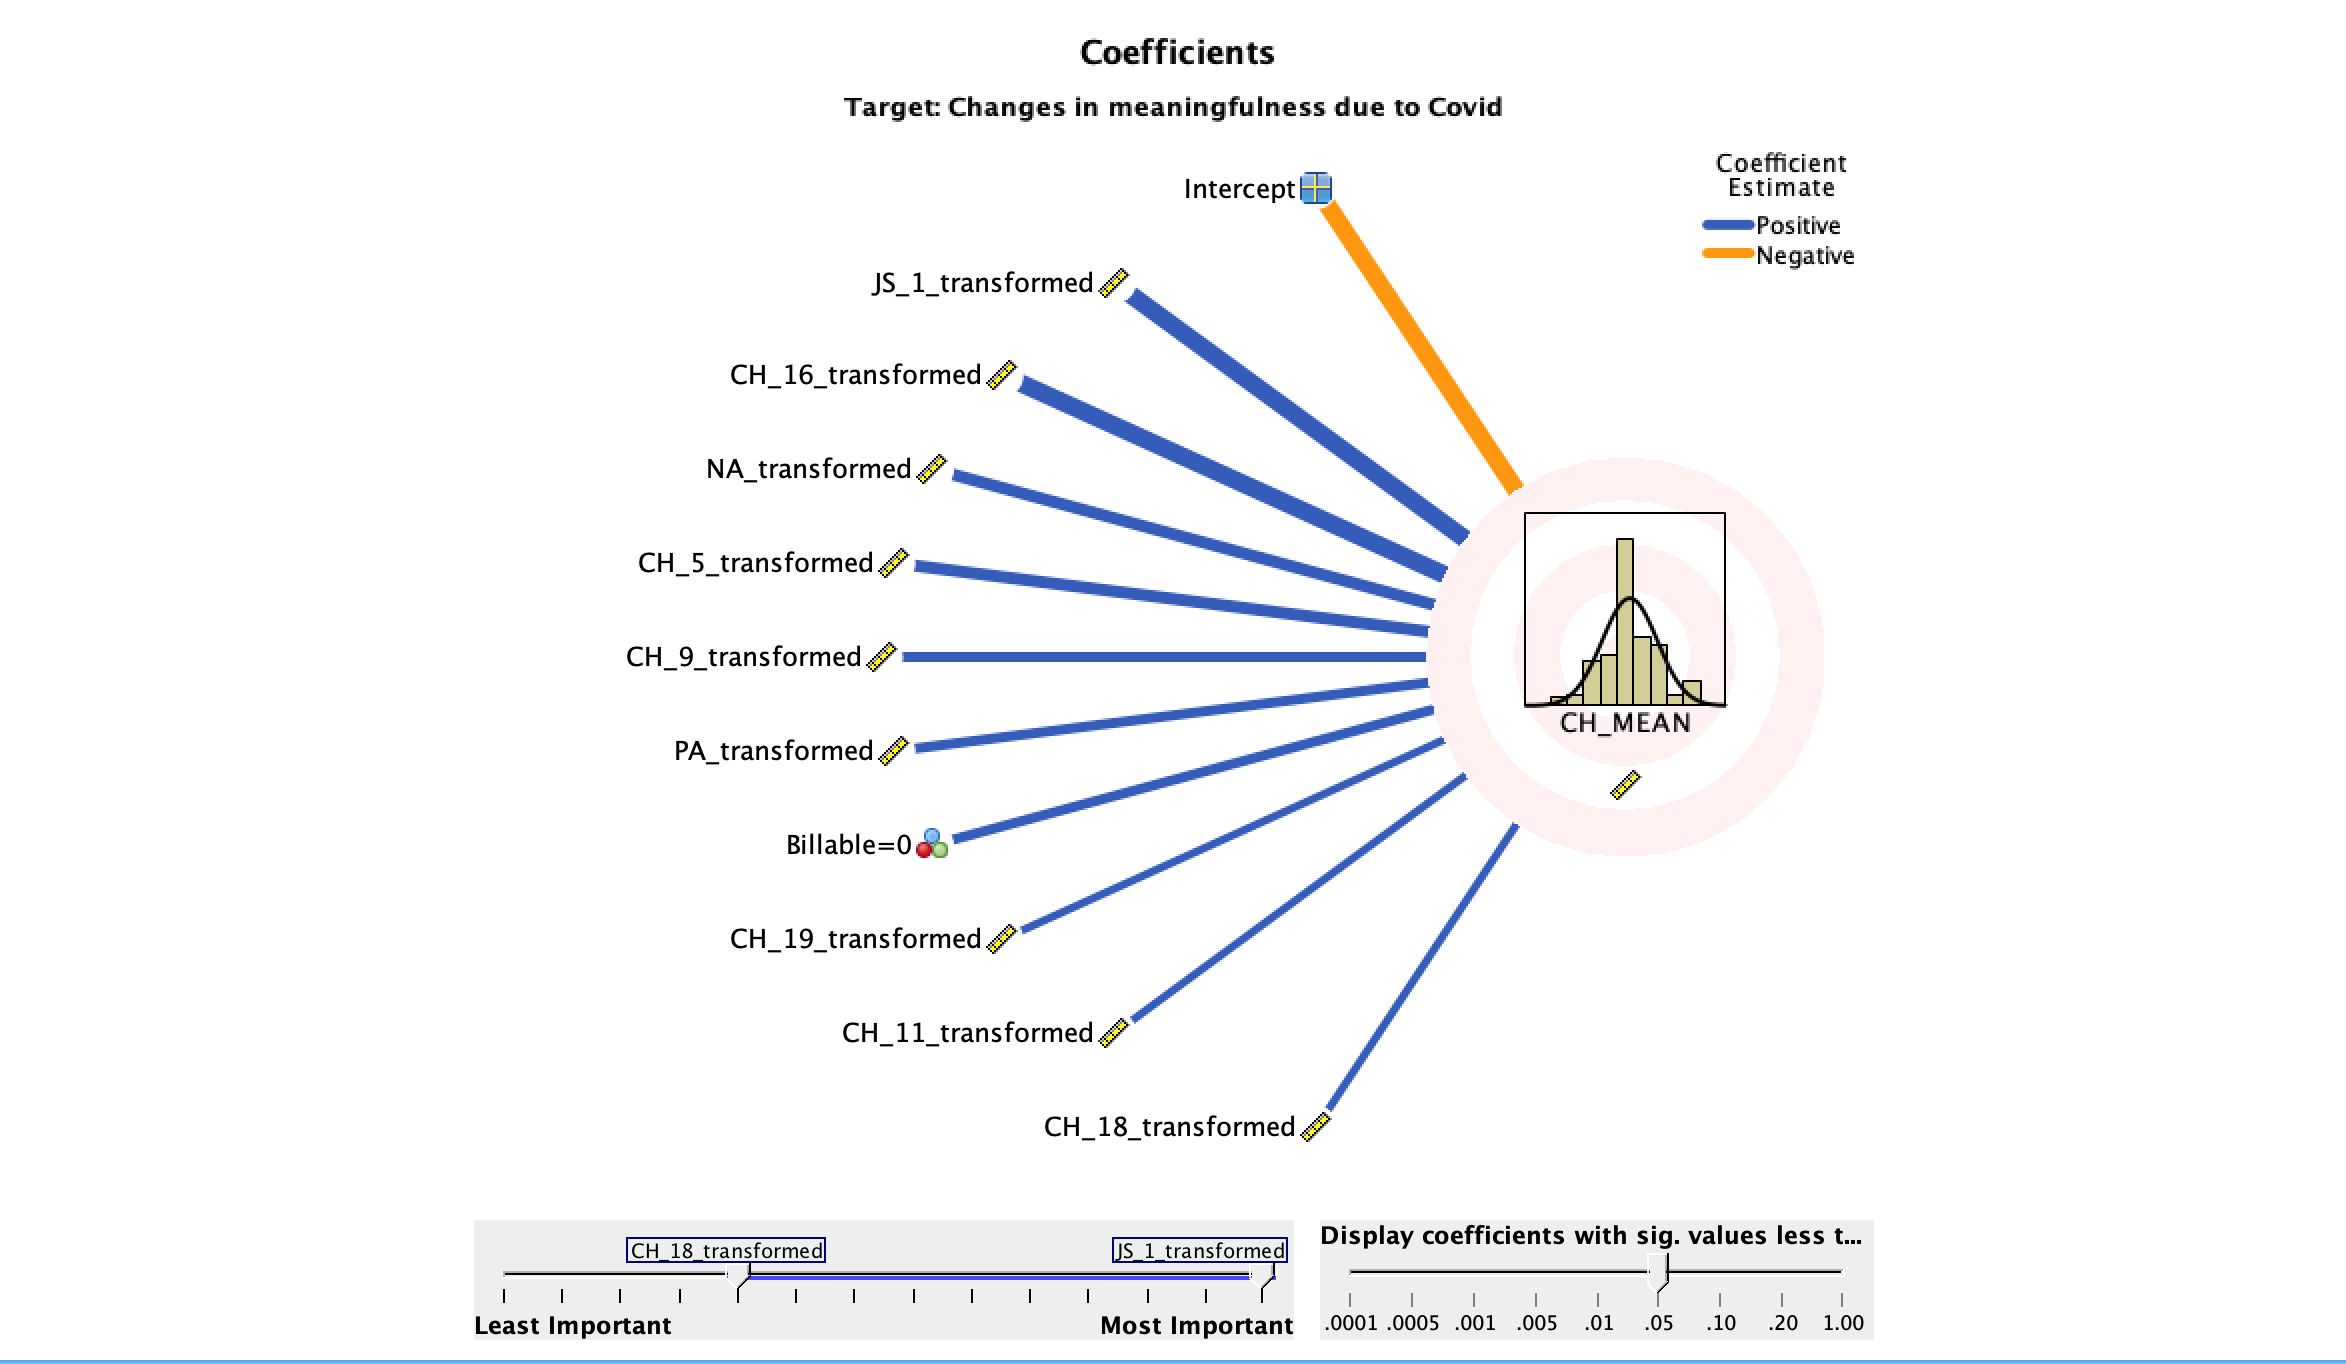 Coefficients
Target: Changes in meaningfulness due to Covid
Coefficient
Estimate
Positive
Negative
Intercept
JS_1_transformed
CH_16_transformed
NA_transformed
CH_5_transformed
CH_9_transformed
PA_transformed
Billable=0
CH_19_transformed
CH_11_transformed
CH_18_transformed
CH_MEAN
CH_18_transformed JS_1_transformed
Least Important Most Important
Display coefficients with sig. values less t...
.0001 .0005 .001 .005 .01 .05 .10 .20 1.00